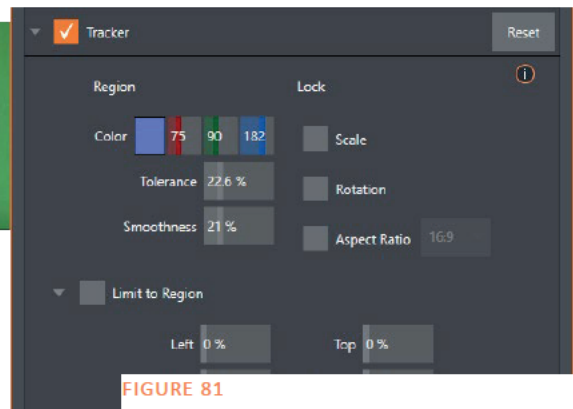 Tracker Reset
Region Lock
Color 75 90 182 Scale
Tolerance 22.6 % Rotation
Smoothness 21 % Aspect Ratio 16:9
Limit to Region
Left 0 % Top 0 %
FIGURE 81